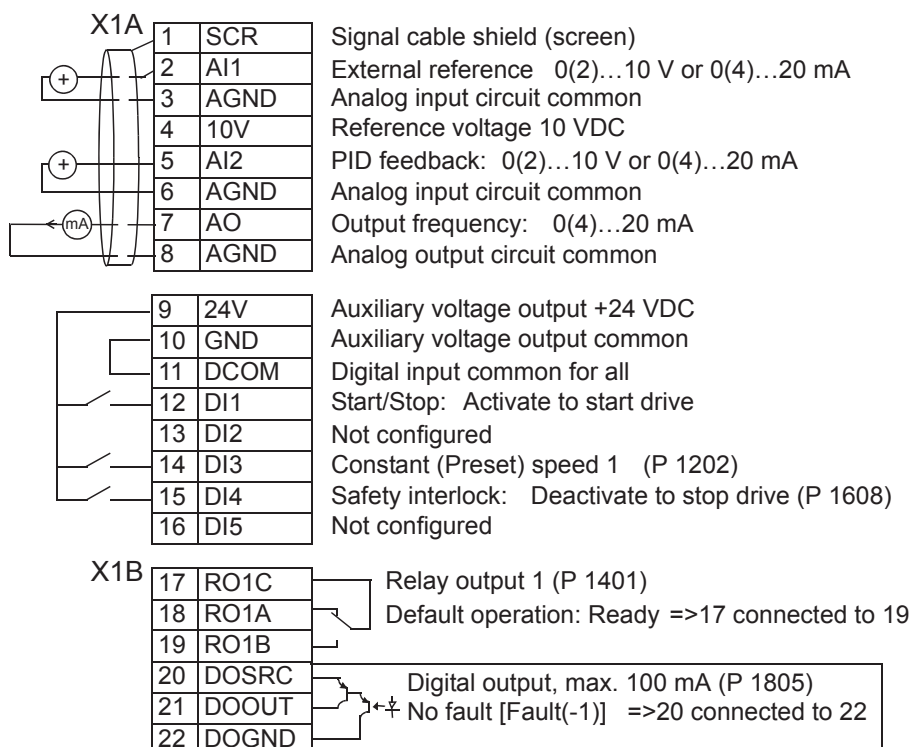 X1A
1 SCR Signal cable shield (screen)
2 AI1 External reference 0(2)…10 V or 0(4)…20 mA
+
3 AGND Analog input circuit common
4 10V Reference voltage 10 VDC
+ 5 AI2 PID feedback: 0(2)…10 V or 0(4)…20 mA
6 AGND Analog input circuit common
mA 7 AO Output frequency: 0(4)…20 mA
8 AGND Analog output circuit common
9 24V Auxiliary voltage output +24 VDC
10 GND Auxiliary voltage output common
11 DCOM Digital input common for all
12 DI1 Start/Stop: Activate to start drive
13 DI2 Not configured
14 DI3 Constant (Preset) speed 1 (P 1202)
15 DI4 Safety interlock: Deactivate to stop drive (P 1608)
16 DI5 Not configured
X1B
17 RO1C Relay output 1 (P 1401)
18 RO1A Default operation: Ready =>17 connected to 19
19 RO1B
20 DOSRC Digital output, max. 100 mA (P 1805)
21 DOOUT No fault [Fault(-1)] =>20 connected to 22
22 DOGND